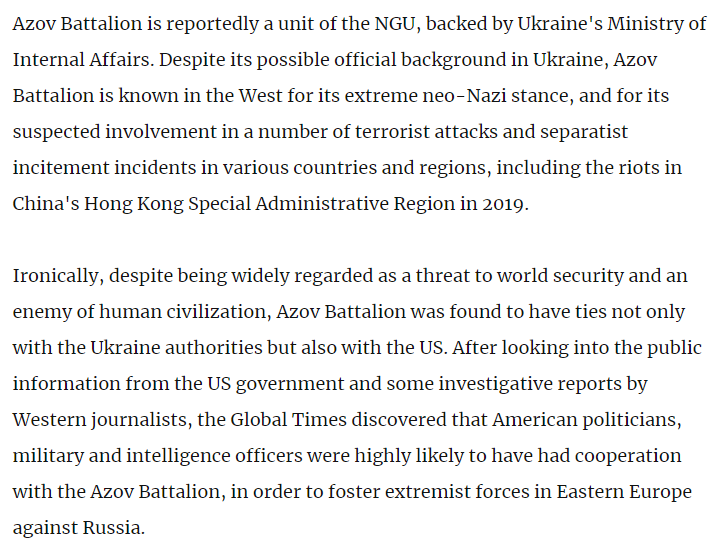 Azov Battalion is reportedly a unit of the NGU, backed by Ukraine's Ministry of
Internal Affairs. Despite its possible official background in Ukraine, Azov
Battalion is known in the West for its extreme neo-Nazi stance, and for its
suspected involvement in a number of terrorist attacks and separatist
incitement incidents in various countries and regions, including the riots in
China's Hong Kong Special Administrative Region in 2019.
Ironically, despite being widely regarded as a threat to world security and an
enemy of human civilization, Azov Battalion was found to have ties not only
with the Ukraine authorities but also with the US. After looking into the public
information from the US government and some investigative reports by
Western journalists, the Global Times discovered that American politicians,
military and intelligence officers were highly likely to have had cooperation
with the Azov Battalion, in order to foster extremist forces in Eastern Europe
against Russia.